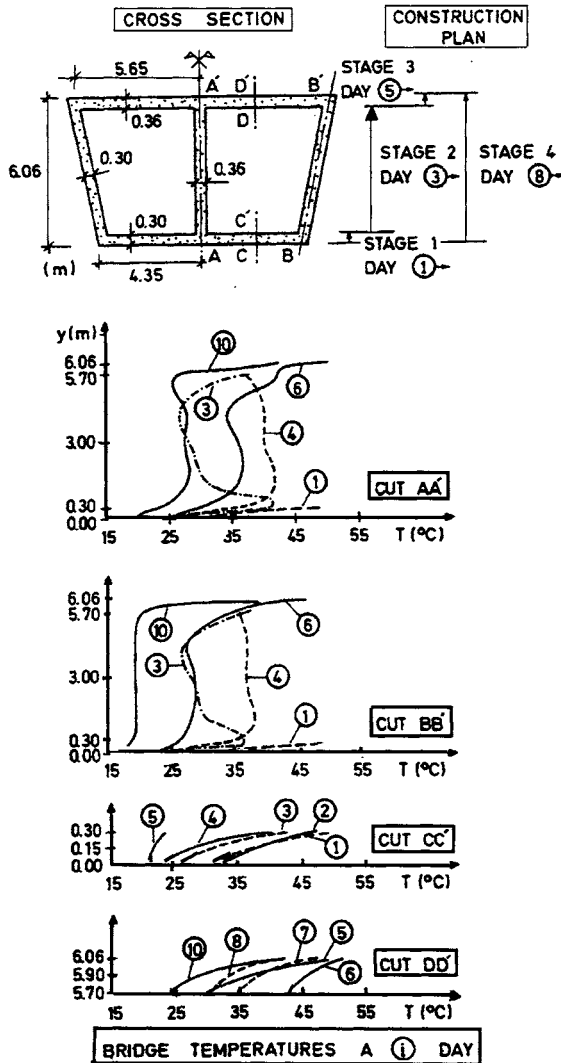 CROSS SECTION
CONSTRUCTION PLAN
5.65
A'
D'
B'
STAGE 3
DAY 5
0.36
D
6.06
0.30
0.36
STAGE 2
DAY 3
STAGE 4
DAY 8
0.30
C'
(m)
4.35
A
C
B
STAGE 1
DAY 1
y(m)
6.06
5.70
3.00
0.30
0.00
10
6
3
4
1
CUT AA'
15
25
35
45
55
T (°C)
6.06
5.70
3.00
0.30
0.00
10
6
3
4
1
CUT BB'
15
25
35
45
55
T (°C)
0.30
0.15
0.00
5
4
3
2
1
CUT CC'
15
25
35
45
55
T (°C)
6.06
5.90
5.70
10
8
7
5
6
CUT DD'
15
25
35
45
55
T (°C)
BRIDGE TEMPERATURES A i DAY